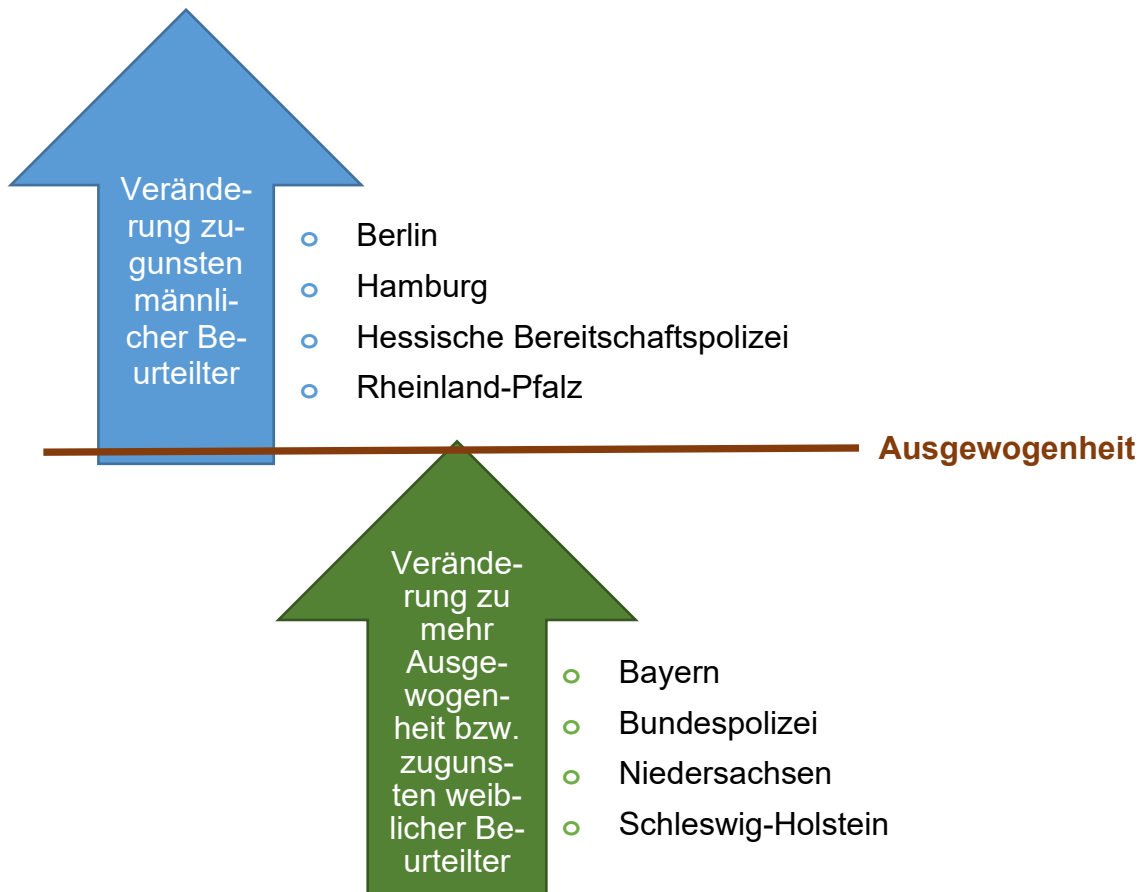 Verände-
rung zu-
gunsten
männli-
cher Be-
urteilter
Berlin
Hamburg
Hessische Bereitschaftspolizei
Rheinland-Pfalz
Ausgewogenheit
Verände-
rung zu
mehr
Ausge-
wogen-
heit bzw.
zuguns-
ten weib-
licher Be-
urteilter
Bayern
Bundespolizei
Niedersachsen
Schleswig-Holstein